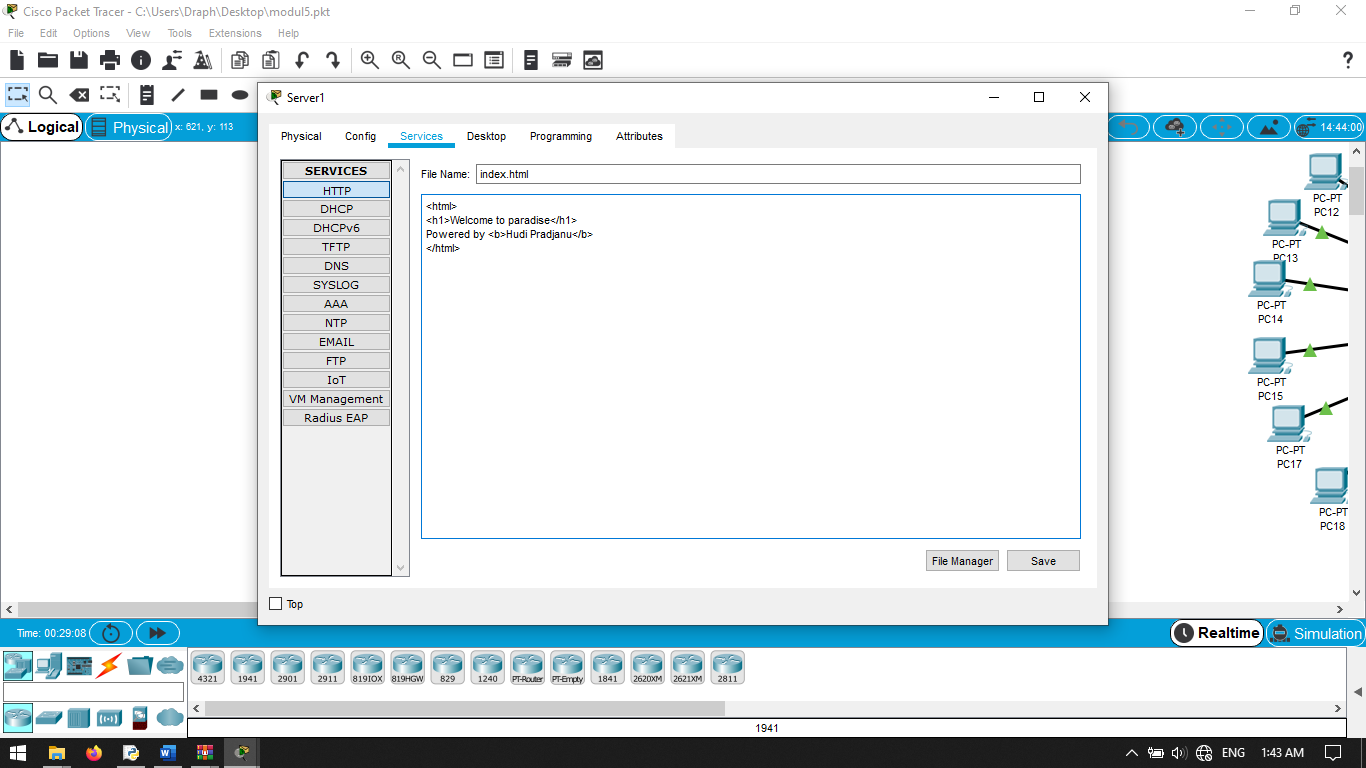 Cisco Packet Tracer - C:\Users\Draph\Desktop\modul5.pkt
File Edit Options View Tools Extensions Help
?
Logical
Physical
x: 621, y: 113
14:44:00
Server1
Physical Config Services Desktop Programming Attributes
SERVICES
HTTP
DHCP
DHCPv6
TFTP
DNS
SYSLOG
AAA
NTP
EMAIL
FTP
IoT
VM Management
Radius EAP
File Name: index.html
<html>
<h1>Welcome to paradise</h1>
Powered by <b>Hudi Pradjanu</b>
</html>
File Manager
Save
Top
PC-PT
PC12
PC-PT
PC13
PC-PT
PC14
PC-PT
PC15
PC-PT
PC17
PC-PT
PC18
Time: 00:29:08
Realtime
Simulation
4321 1941 2901 2911 819IOX 819HGW 829 1240 PT-Router PT-Empty 1841 2620XM 2621XM 2811
1941
ENG 1:43 AM